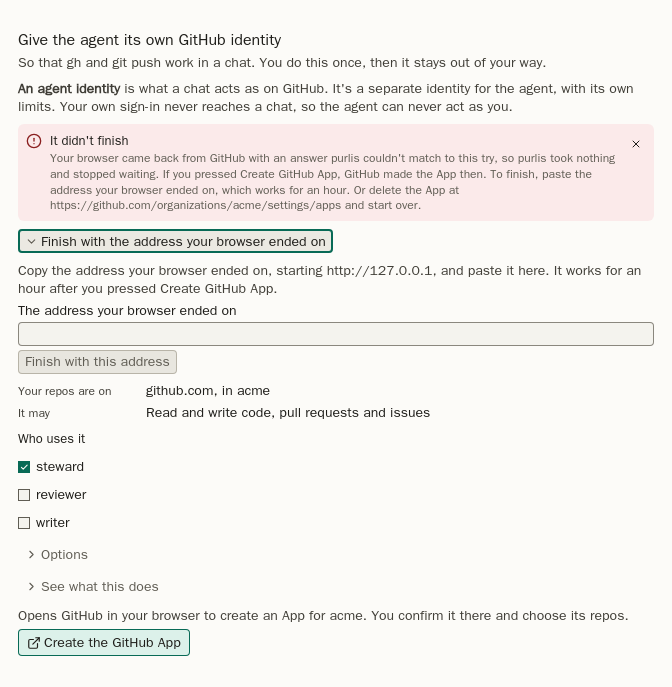 Give the agent its own GitHub identity
So that gh and git push work in a chat. You do this once, then it stays out of your way.
An agent identity is what a chat acts as on GitHub. It's a separate identity for the agent, with its own
limits. Your own sign-in never reaches a chat, so the agent can never act as you.
It didn't finish
Your browser came back from GitHub with an answer purlis couldn't match to this try, so purlis took nothing
and stopped waiting. If you pressed Create GitHub App, GitHub made the App then. To finish, paste the
address your browser ended on, which works for an hour. Or delete the App at
https://github.com/organizations/acme/settings/apps and start over.
Finish with the address your browser ended on
Copy the address your browser ended on, starting http://127.0.0.1, and paste it here. It works for an
hour after you pressed Create GitHub App.
The address your browser ended on
Finish with this address
Your repos are on github.com, in acme
It may Read and write code, pull requests and issues
Who uses it
steward
reviewer
writer
Options
See what this does
Opens GitHub in your browser to create an App for acme. You confirm it there and choose its repos.
Create the GitHub App